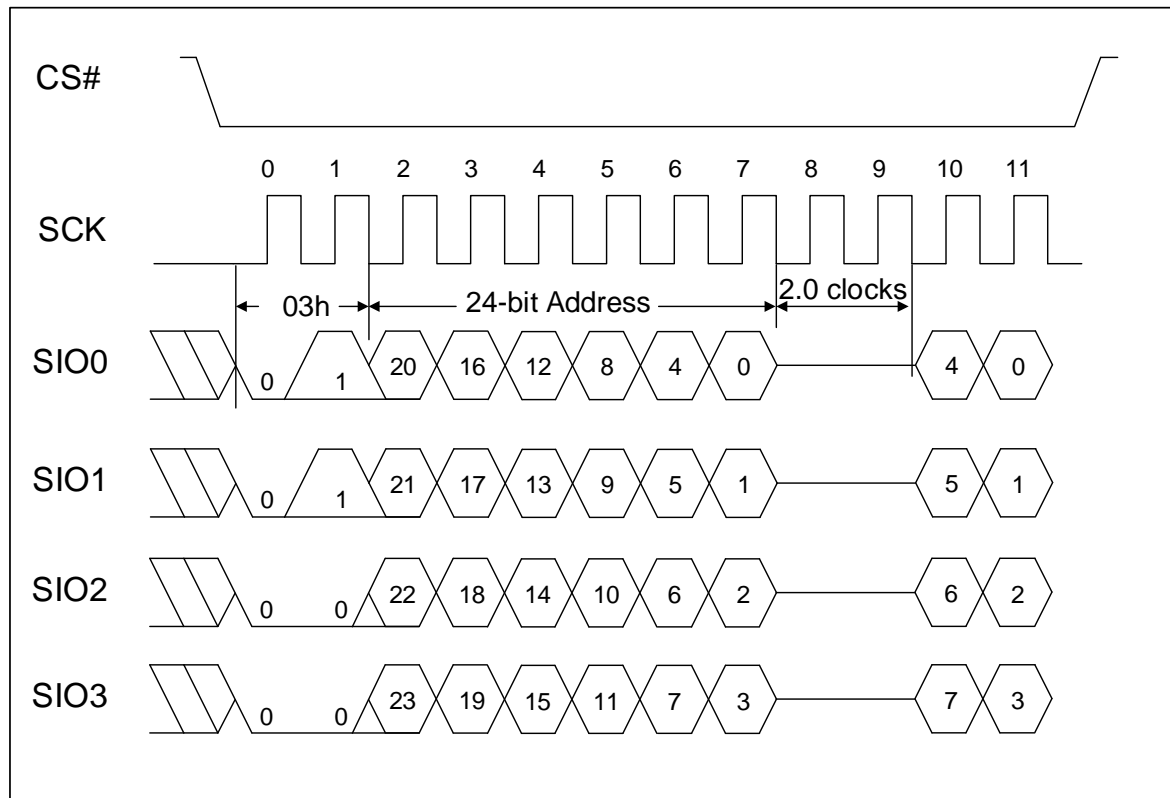 CS#
0 1 2 3 4 5 6 7 8 9 10 11
SCK
03h 24-bit Address 2.0 clocks
SIO0 0 1 20 16 12 8 4 0 4 0
SIO1 0 1 21 17 13 9 5 1 5 1
SIO2 0 0 22 18 14 10 6 2 6 2
SIO3 0 0 23 19 15 11 7 3 7 3